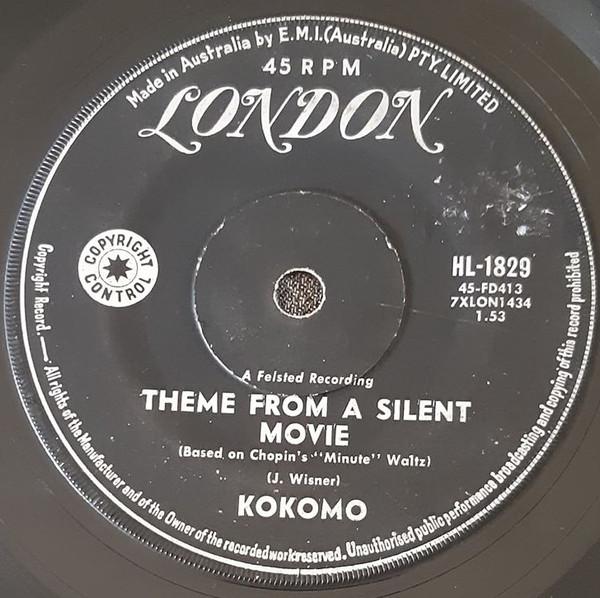 Made in Australia by E.M.I.(Australia) PTY. LIMITED
45 RPM
LONDON
COPYRIGHT
CONTROL
HL-1829
45-FD413
7XLON1434
1.53
A Felsted Recording
THEME FROM A SILENT
MOVIE
(Based on Chopin's "Minute" Waltz)
(J. Wisner)
KOKOMO
Copyright Record. — All rights of the Manufacturer and of the Owner of the recorded work reserved. Unauthorised public performance broadcasting and copying of this record prohibited